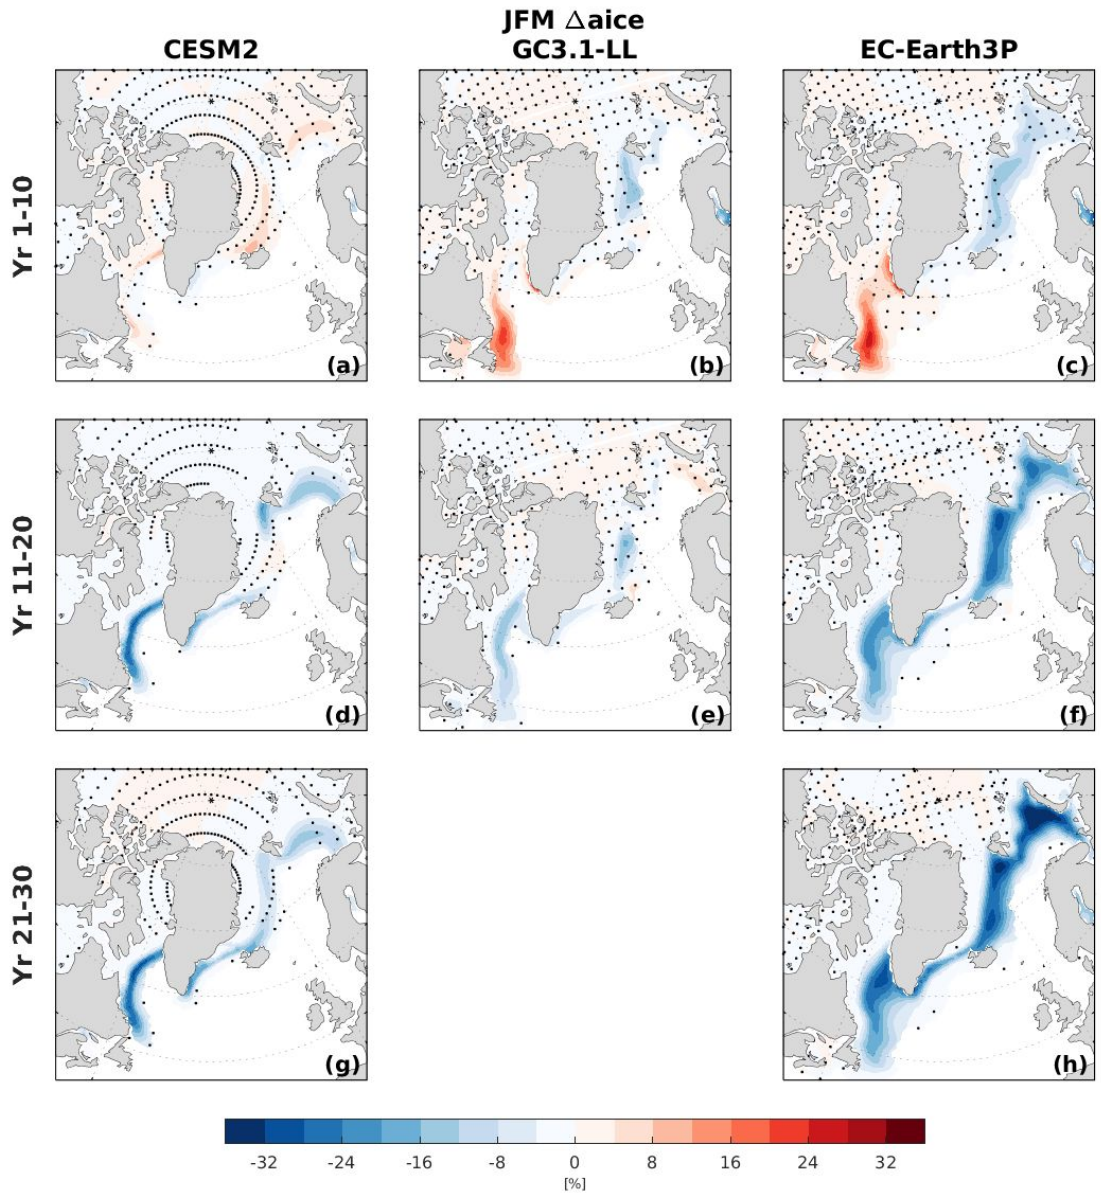 JFM Δaice
CESM2 GC3.1-LL EC-Earth3P
Yr 1-10
(a) (b) (c)
Yr 11-20
(d) (e) (f)
Yr 21-30
(g) (h)
-32 -24 -16 -8 0 8 16 24 32
[%]